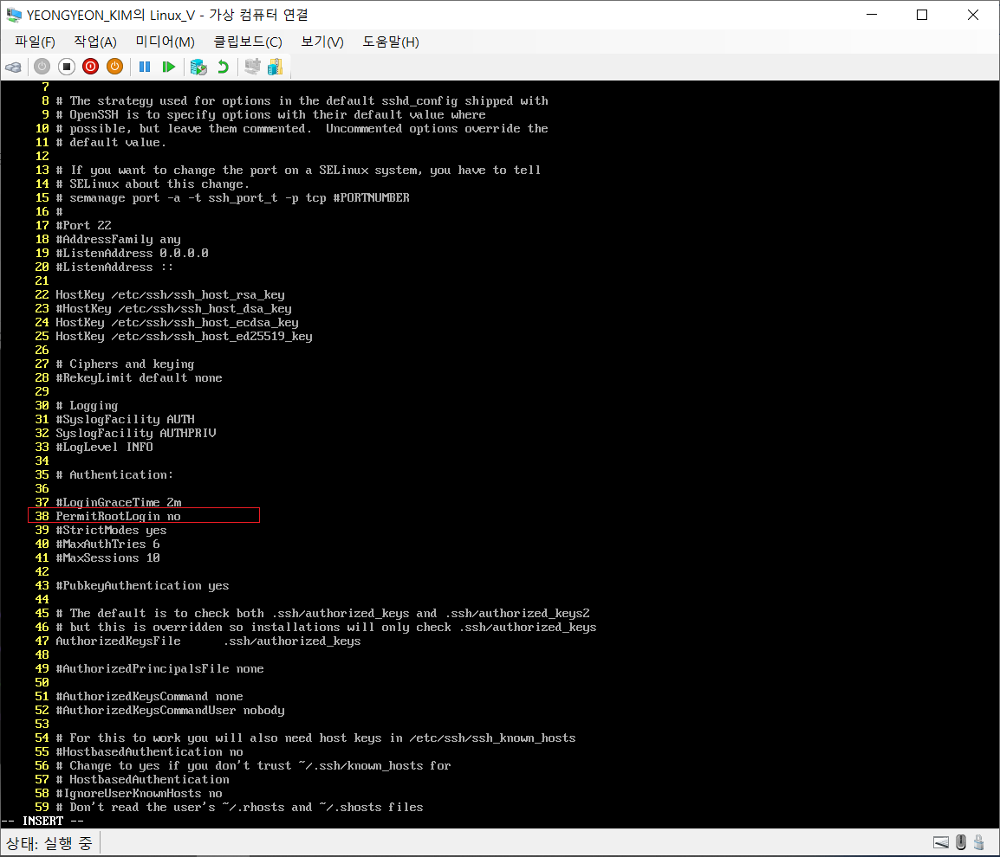 YEONGYEON_KIM의 Linux_V - 가상 컴퓨터 연결
파일(F) 작업(A) 미디어(M) 클립보드(C) 보기(V) 도움말(H)
7
8 # The strategy used for options in the default sshd_config shipped with
9 # OpenSSH is to specify options with their default value where
10 # possible, but leave them commented.  Uncommented options override the
11 # default value.
12
13 # If you want to change the port on a SELinux system, you have to tell
14 # SELinux about this change.
15 # semanage port -a -t ssh_port_t -p tcp #PORTNUMBER
16 #
17 #Port 22
18 #AddressFamily any
19 #ListenAddress 0.0.0.0
20 #ListenAddress ::
21
22 HostKey /etc/ssh/ssh_host_rsa_key
23 #HostKey /etc/ssh/ssh_host_dsa_key
24 HostKey /etc/ssh/ssh_host_ecdsa_key
25 HostKey /etc/ssh/ssh_host_ed25519_key
26
27 # Ciphers and keying
28 #RekeyLimit default none
29
30 # Logging
31 #SyslogFacility AUTH
32 SyslogFacility AUTHPRIV
33 #LogLevel INFO
34
35 # Authentication:
36
37 #LoginGraceTime 2m
38 PermitRootLogin no
39 #StrictModes yes
40 #MaxAuthTries 6
41 #MaxSessions 10
42
43 #PubkeyAuthentication yes
44
45 # The default is to check both .ssh/authorized_keys and .ssh/authorized_keys2
46 # but this is overridden so installations will only check .ssh/authorized_keys
47 AuthorizedKeysFile      .ssh/authorized_keys
48
49 #AuthorizedPrincipalsFile none
50
51 #AuthorizedKeysCommand none
52 #AuthorizedKeysCommandUser nobody
53
54 # For this to work you will also need host keys in /etc/ssh/ssh_known_hosts
55 #HostbasedAuthentication no
56 # Change to yes if you don't trust ~/.ssh/known_hosts for
57 # HostbasedAuthentication
58 #IgnoreUserKnownHosts no
59 # Don't read the user's ~/.rhosts and ~/.shosts files
-- INSERT --
상태: 실행 중